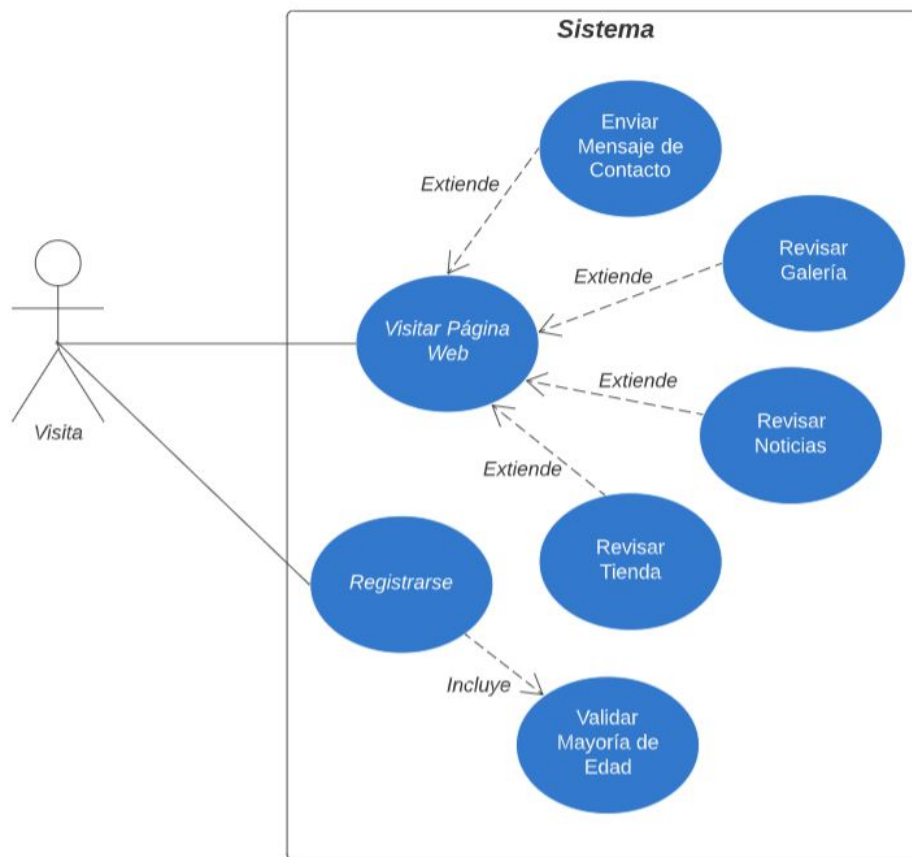 Sistema
Enviar
Mensaje de
Contacto
Extiende
Revisar
Galería
Extiende
Visitar Página
Web
Extiende
Revisar
Noticias
Visita
Extiende
Revisar
Tienda
Registrarse
Incluye
Validar
Mayoría de
Edad